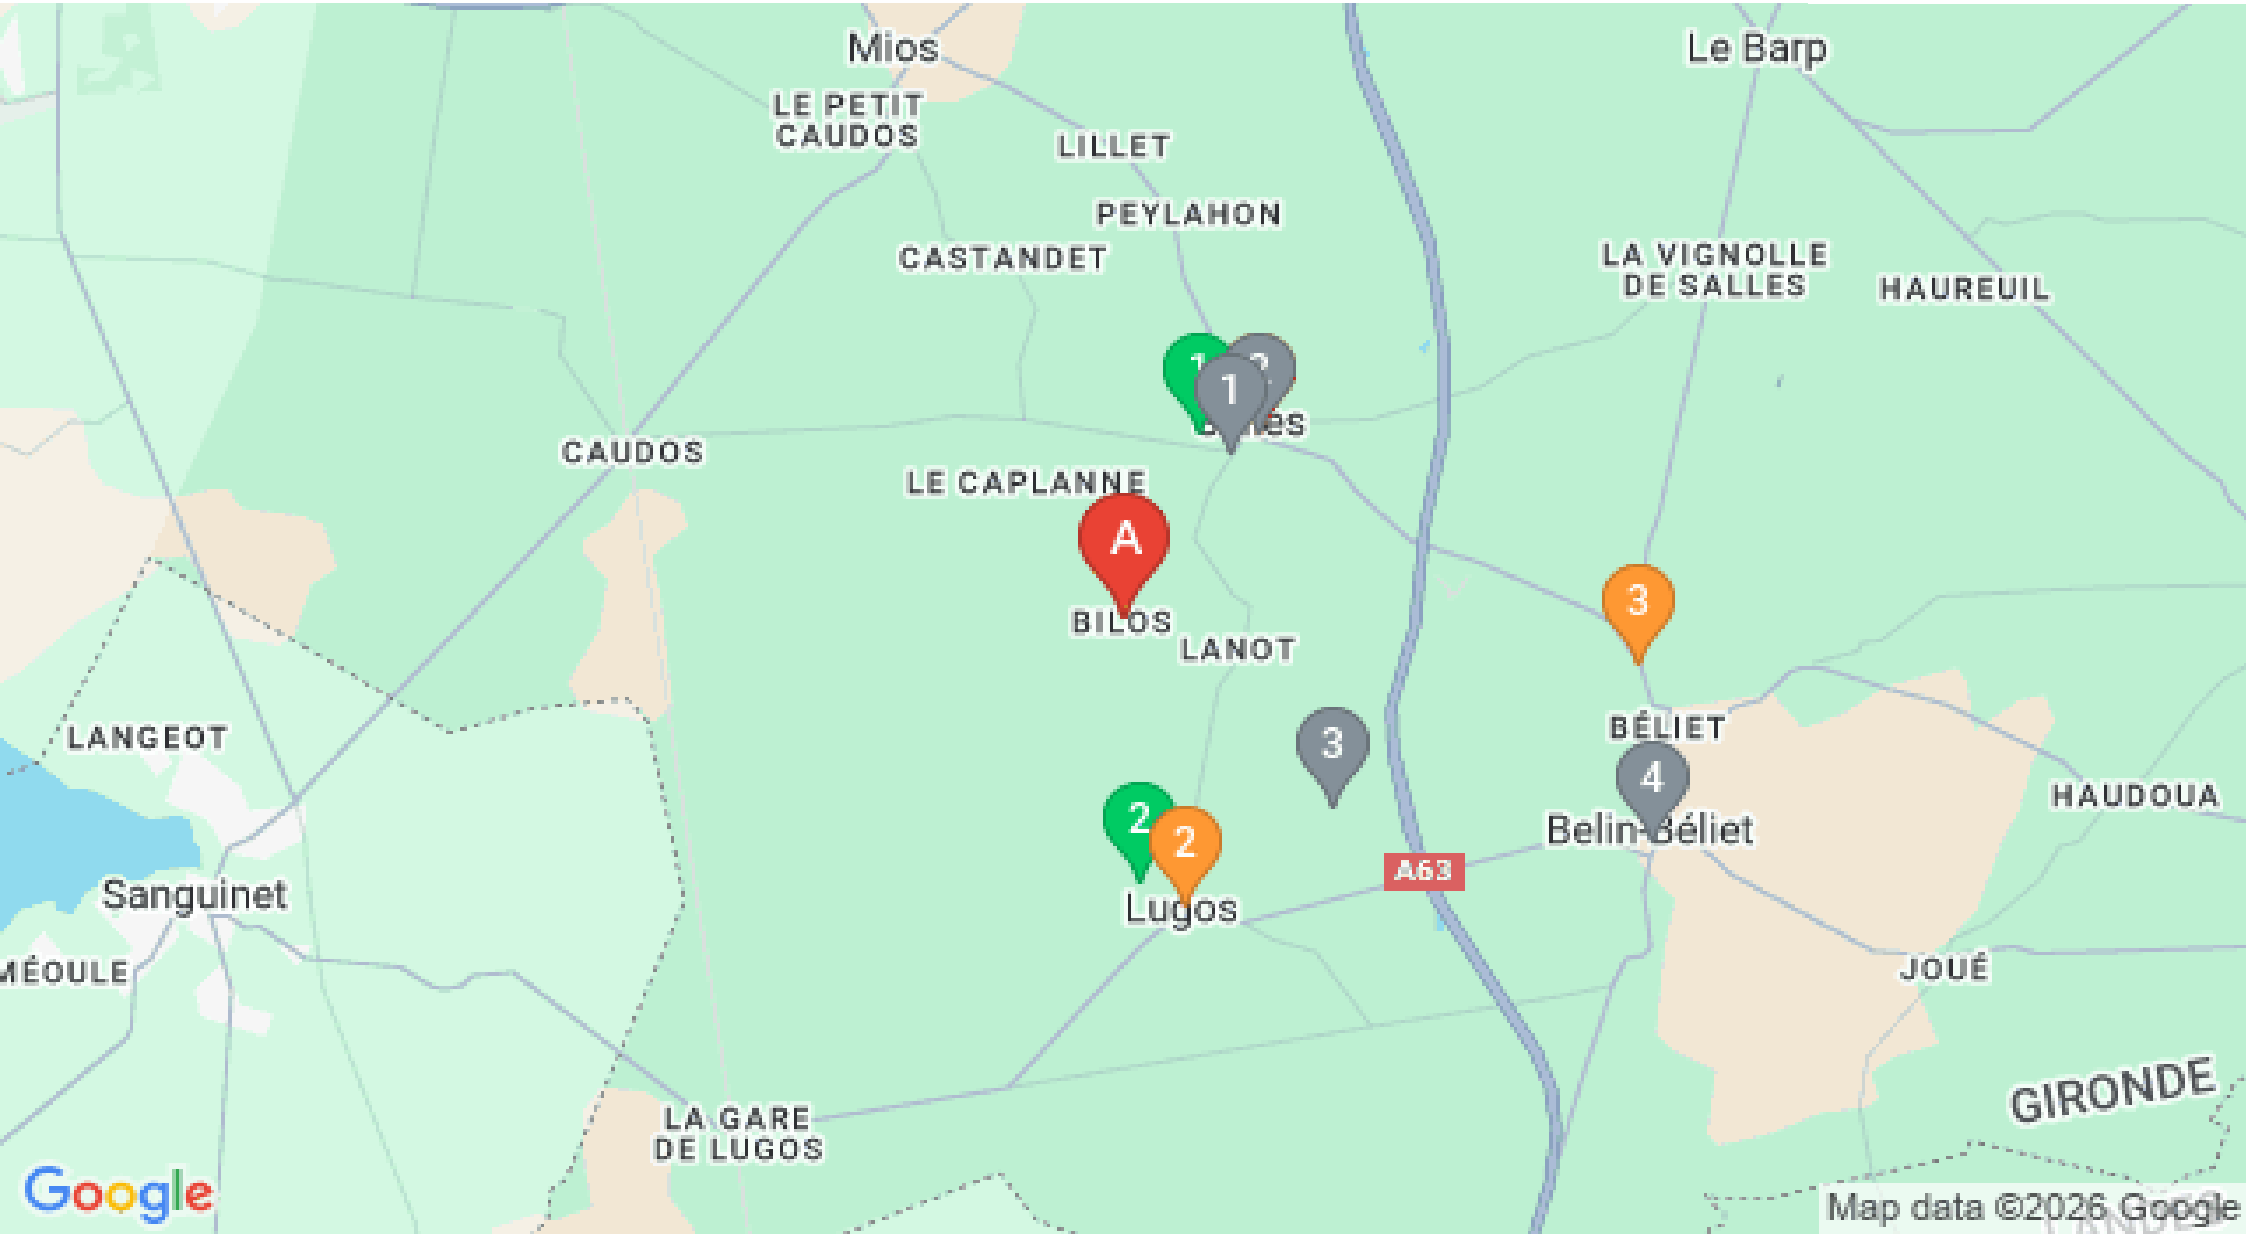 Mios
Le Barp
LE PETIT
CAUDOS
LILLET
PEYLAHON
CASTANDET
LA VIGNOLLE
DE SALLES
HAUREUIL
1
1
CAUDOS
LE CAPLANNE
A
BILOS
LANOT
3
BÉLIET
LANGEOT
3
4
HAUDOUA
2
2
Belin-Béliet
A63
Sanguinet
Lugos
MÉOULE
JOUÉ
GIRONDE
LA GARE
DE LUGOS
Google
Map data ©2026 Google